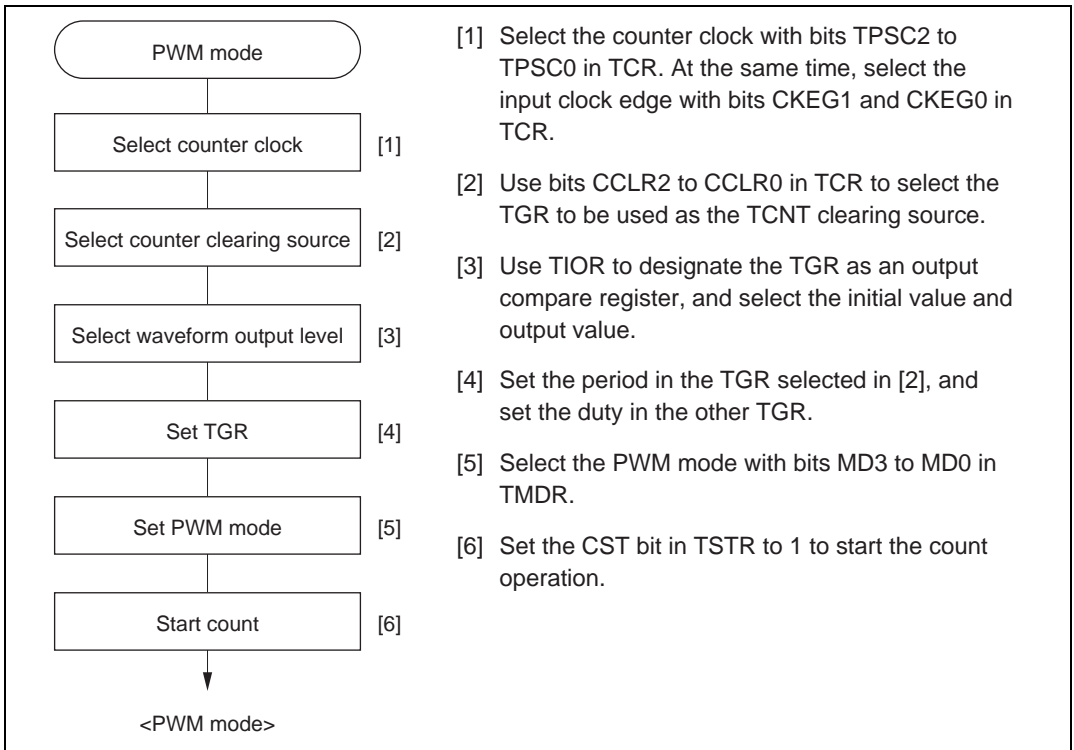 PWM mode
Select counter clock [1]
Select counter clearing source [2]
Select waveform output level [3]
Set TGR [4]
Set PWM mode [5]
Start count [6]
<PWM mode>
[1] Select the counter clock with bits TPSC2 to
TPSC0 in TCR. At the same time, select the
input clock edge with bits CKEG1 and CKEG0 in
TCR.
[2] Use bits CCLR2 to CCLR0 in TCR to select the
TGR to be used as the TCNT clearing source.
[3] Use TIOR to designate the TGR as an output
compare register, and select the initial value and
output value.
[4] Set the period in the TGR selected in [2], and
set the duty in the other TGR.
[5] Select the PWM mode with bits MD3 to MD0 in
TMDR.
[6] Set the CST bit in TSTR to 1 to start the count
operation.